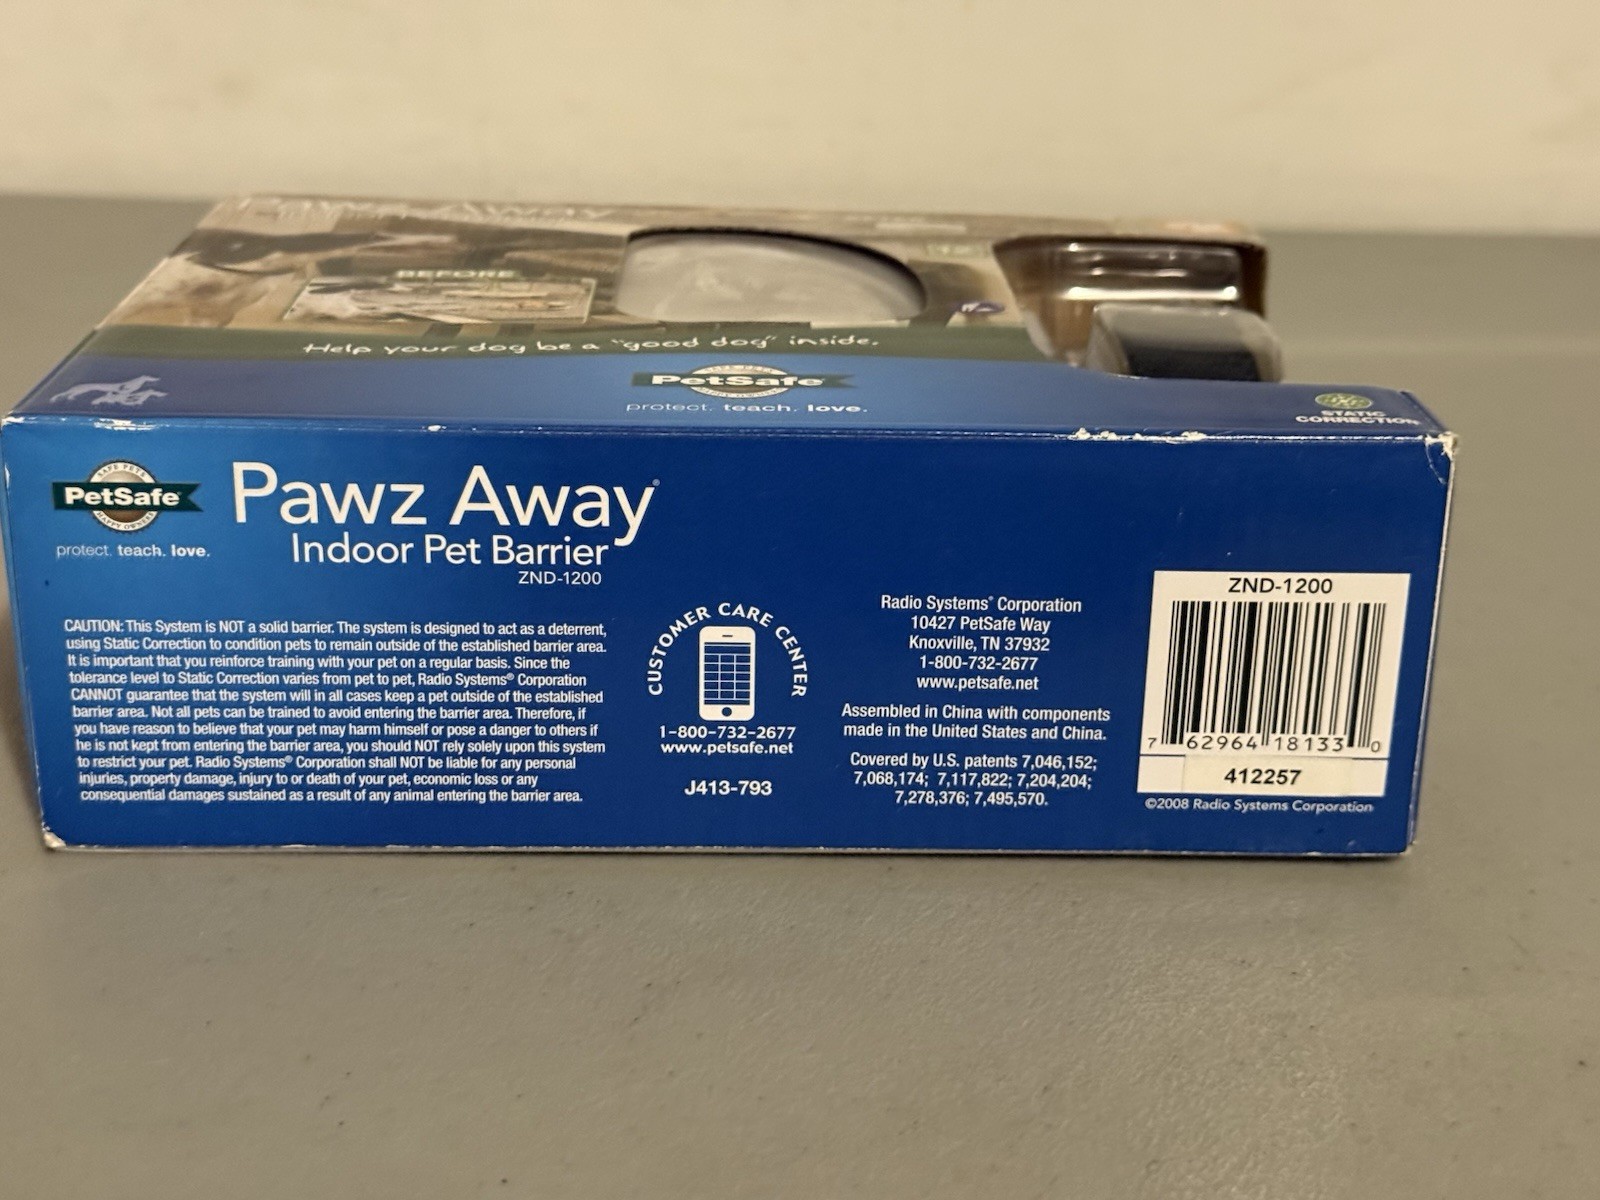 Pawz Away
BEFORE
Help your dog be a "good dog" inside.
PetSafe
protect. teach. love.
STATIC
CORRECTION
SAFE PETS
PetSafe®
HAPPY OWNERS
protect. teach. love.
Pawz Away®
Indoor Pet Barrier
ZND-1200
CAUTION: This System is NOT a solid barrier. The system is designed to act as a deterrent,
using Static Correction to condition pets to remain outside of the established barrier area.
It is important that you reinforce training with your pet on a regular basis. Since the
tolerance level to Static Correction varies from pet to pet, Radio Systems® Corporation
CANNOT guarantee that the system will in all cases keep a pet outside of the established
barrier area. Not all pets can be trained to avoid entering the barrier area. Therefore, if
you have reason to believe that your pet may harm himself or pose a danger to others if
he is not kept from entering the barrier area, you should NOT rely solely upon this system
to restrict your pet. Radio Systems® Corporation shall NOT be liable for any personal
injuries, property damage, injury to or death of your pet, economic loss or any
consequential damages sustained as a result of any animal entering the barrier area.
CUSTOMER CARE CENTER
1-800-732-2677
www.petsafe.net
J413-793
Radio Systems® Corporation
10427 PetSafe Way
Knoxville, TN 37932
1-800-732-2677
www.petsafe.net
Assembled in China with components
made in the United States and China.
Covered by U.S. patents 7,046,152;
7,068,174; 7,117,822; 7,204,204;
7,278,376; 7,495,570.
ZND-1200
7 62964 18133 0
412257
©2008 Radio Systems Corporation